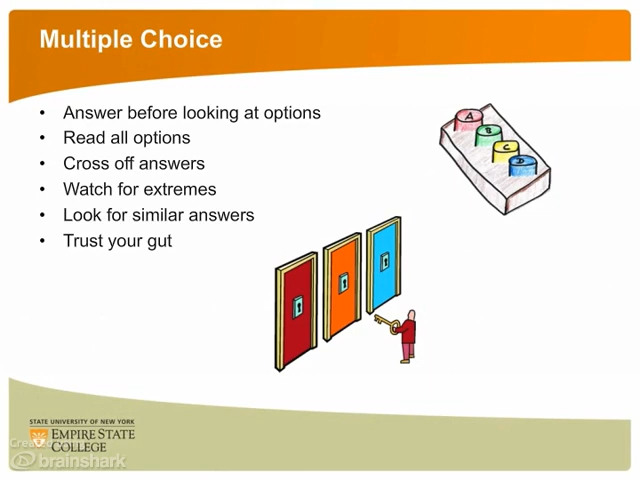 Multiple Choice
• Answer before looking at options
• Read all options
• Cross off answers
• Watch for extremes
• Look for similar answers
• Trust your gut
A
B
C
D
STATE UNIVERSITY OF NEW YORK
EMPIRE STATE
COLLEGE
brainshark